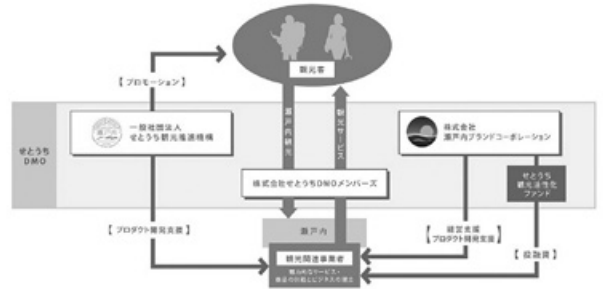 観光客
【プロモーション】
せとうち
DMO
一般社団法人
せとうち観光推進機構
瀬戸内観光
観光サービス
株式会社
瀬戸内ブランドコーポレーション
せとうち
観光活性化
ファンド
株式会社せとうちDMOメンバーズ
【プロダクト開発支援】
瀬戸内
経営支援
プロダクト開発支援
【投融資】
観光関連事業者